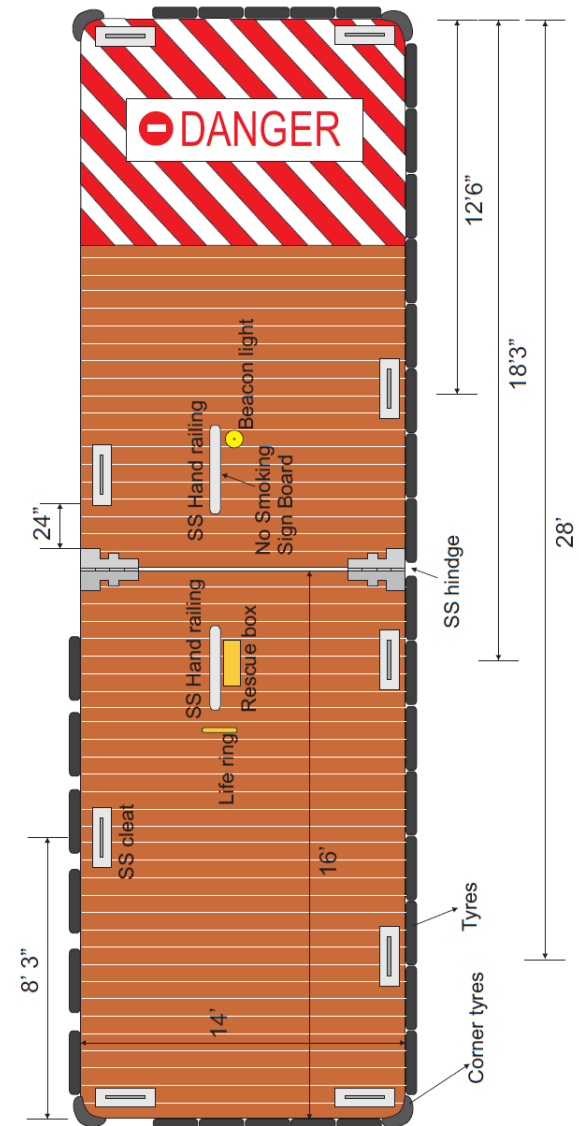 DANGER
12'6”
18'3”
28'
Beacon light
SS Hand railing
No Smoking
Sign Board
24”
SS hindge
SS Hand railing
Rescue box
Life ring
SS cleat
16'
8' 3”
14'
Tyres
Corner tyres